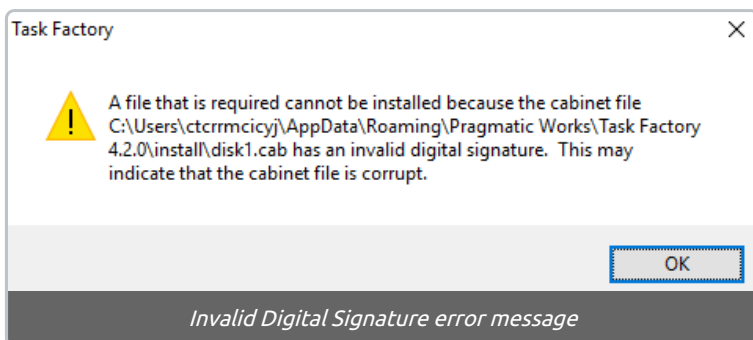 Task Factory
A file that is required cannot be installed because the cabinet file
C:\Users\ctcrrmcicyj\AppData\Roaming\Pragmatic Works\Task Factory
4.2.0\install\disk1.cab has an invalid digital signature.  This may
indicate that the cabinet file is corrupt.
OK
Invalid Digital Signature error message